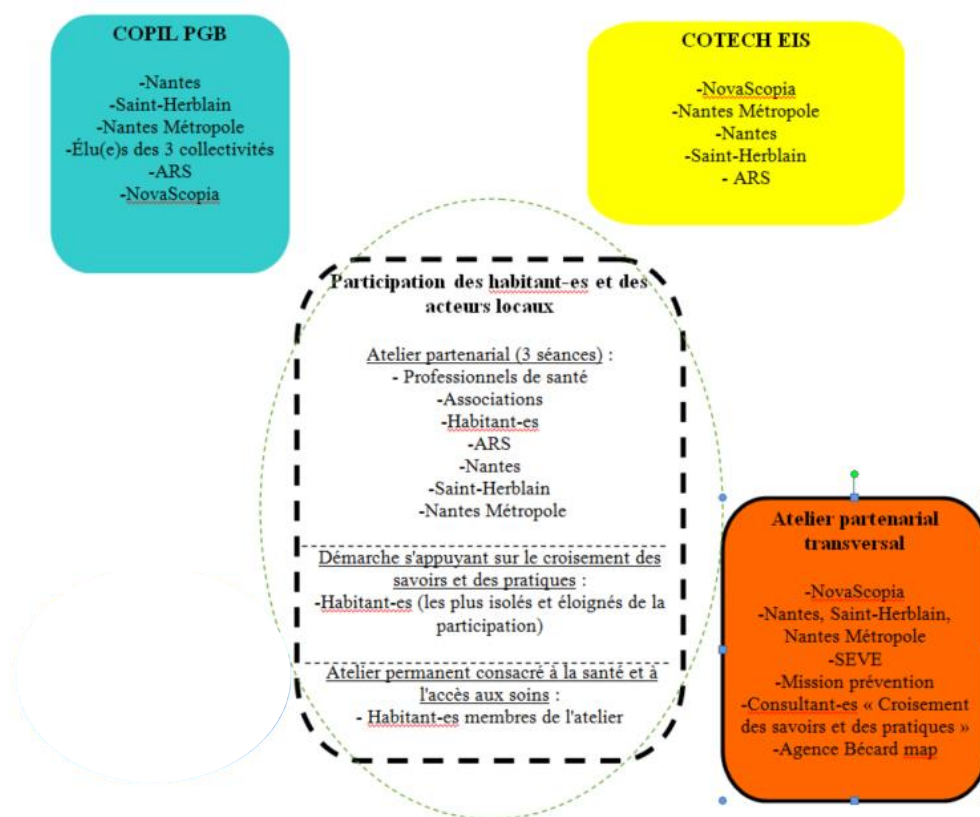 COPIL PGB
-Nantes
-Saint-Herblain
-Nantes Métropole
-Élu(e)s des 3 collectivités
-ARS
-NovaScopia
COTECH EIS
-NovaScopia
-Nantes Métropole
-Nantes
-Saint-Herblain
- ARS
Participation des habitant-es et des
acteurs locaux
Atelier partenarial (3 séances) :
- Professionnels de santé
-Associations
-Habitant-es
-ARS
-Nantes
-Saint-Herblain
-Nantes Métropole
Démarche s'appuyant sur le croisement des
savoirs et des pratiques :
-Habitant-es (les plus isolés et éloignés de la
participation)
Atelier permanent consacré à la santé et à
l'accès aux soins :
- Habitant-es membres de l'atelier
Atelier partenarial
transversal
-NovaScopia
-Nantes, Saint-Herblain,
Nantes Métropole
-SEVE
-Mission prévention
-Consultant-es « Croisement
des savoirs et des pratiques »
-Agence Bécard map